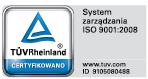 TÜVRheinland
CERTYFIKOWANO
System
zarządzania
ISO 9001:2008
www.tuv.com
ID 9105080488